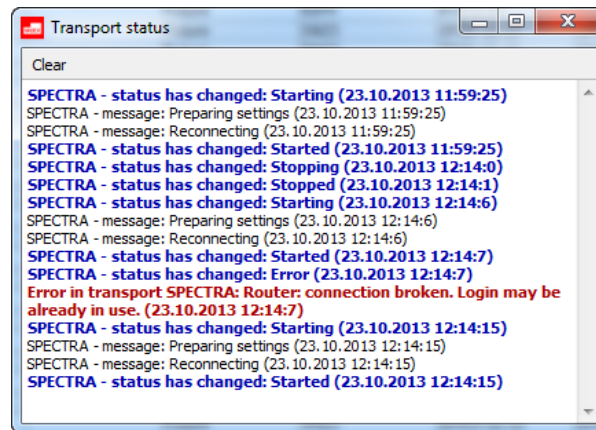 Transport status
Clear
SPECTRA - status has changed: Starting (23.10.2013 11:59:25)
SPECTRA - message: Preparing settings (23.10.2013 11:59:25)
SPECTRA - message: Reconnecting (23.10.2013 11:59:25)
SPECTRA - status has changed: Started (23.10.2013 11:59:25)
SPECTRA - status has changed: Stopping (23.10.2013 12:14:0)
SPECTRA - status has changed: Stopped (23.10.2013 12:14:1)
SPECTRA - status has changed: Starting (23.10.2013 12:14:6)
SPECTRA - message: Preparing settings (23.10.2013 12:14:6)
SPECTRA - message: Reconnecting (23.10.2013 12:14:6)
SPECTRA - status has changed: Started (23.10.2013 12:14:7)
SPECTRA - status has changed: Error (23.10.2013 12:14:7)
Error in transport SPECTRA: Router: connection broken. Login may be
already in use. (23.10.2013 12:14:7)
SPECTRA - status has changed: Starting (23.10.2013 12:14:15)
SPECTRA - message: Preparing settings (23.10.2013 12:14:15)
SPECTRA - message: Reconnecting (23.10.2013 12:14:15)
SPECTRA - status has changed: Started (23.10.2013 12:14:15)